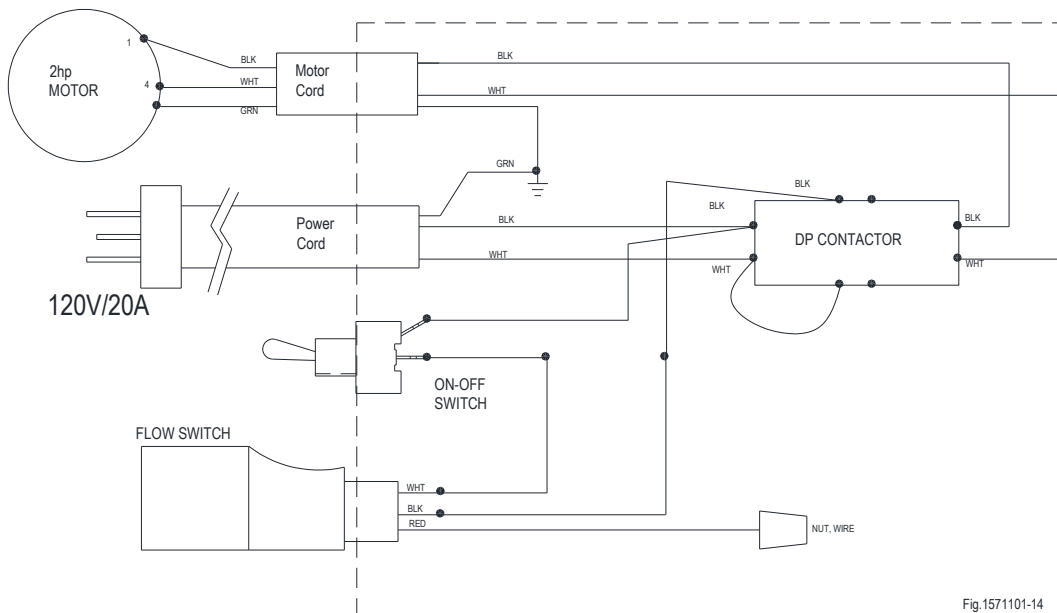 1
BLK
BLK
2hp
MOTOR
Motor
Cord
4
WHT
WHT
GRN
GRN
BLK
Power
Cord
BLK
BLK
BLK
DP CONTACTOR
WHT
WHT
WHT
120V/20A
ON-OFF
SWITCH
FLOW SWITCH
WHT
BLK
RED
NUT, WIRE
Fig.1571101-14